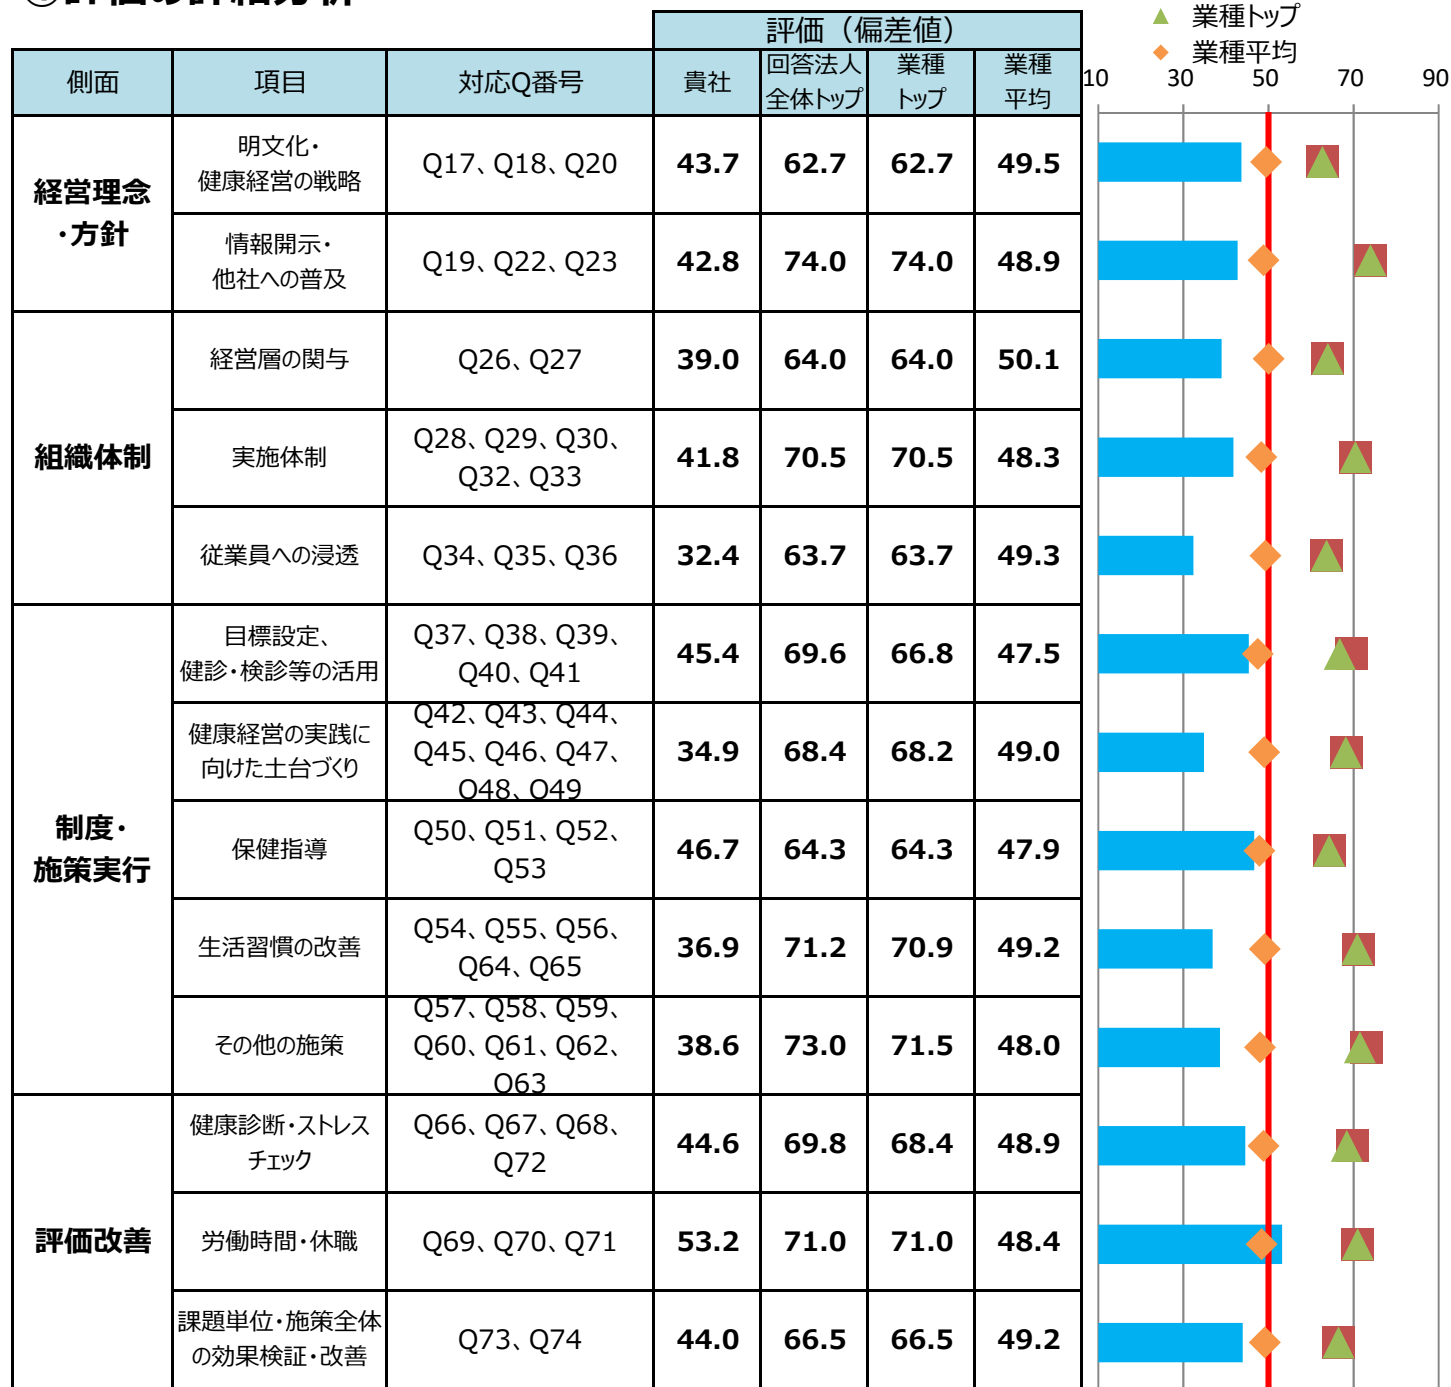 ①評価の詳細分析
▲ 業種トップ
◆ 業種平均
評価（偏差値）
側面 項目 対応Q番号 貴社 回答法人 業種 業種
全体トップ トップ 平均
10 30 50 70 90
経営理念
・方針
明文化・
健康経営の戦略 Q17、Q18、Q20 43.7 62.7 62.7 49.5
情報開示・
他社への普及 Q19、Q22、Q23 42.8 74.0 74.0 48.9
組織体制
経営層の関与 Q26、Q27 39.0 64.0 64.0 50.1
実施体制 Q28、Q29、Q30、
Q32、Q33 41.8 70.5 70.5 48.3
従業員への浸透 Q34、Q35、Q36 32.4 63.7 63.7 49.3
制度・
施策実行
目標設定、
健診・検診等の活用 Q37、Q38、Q39、
Q40、Q41 45.4 69.6 66.8 47.5
健康経営の実践に
向けた土台づくり Q42、Q43、Q44、
Q45、Q46、Q47、
Q48、Q49 34.9 68.4 68.2 49.0
保健指導 Q50、Q51、Q52、
Q53 46.7 64.3 64.3 47.9
生活習慣の改善 Q54、Q55、Q56、
Q64、Q65 36.9 71.2 70.9 49.2
その他の施策 Q57、Q58、Q59、
Q60、Q61、Q62、
Q63 38.6 73.0 71.5 48.0
評価改善
健康診断・ストレス
チェック Q66、Q67、Q68、
Q72 44.6 69.8 68.4 48.9
労働時間・休職 Q69、Q70、Q71 53.2 71.0 71.0 48.4
課題単位・施策全体
の効果検証・改善 Q73、Q74 44.0 66.5 66.5 49.2